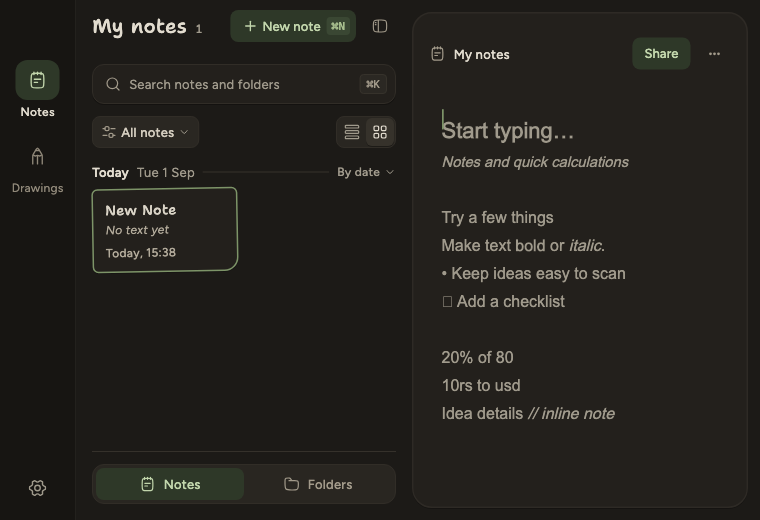 My notes 1
+ New note ⌘N
Notes
Drawings
Search notes and folders ⌘K
All notes
Today Tue 1 Sep
By date
New Note
No text yet
Today, 15:38
Notes
Folders
My notes
Share
Start typing...
Notes and quick calculations
Try a few things
Make text bold or italic.
• Keep ideas easy to scan
☐ Add a checklist
20% of 80
10rs to usd
Idea details // inline note